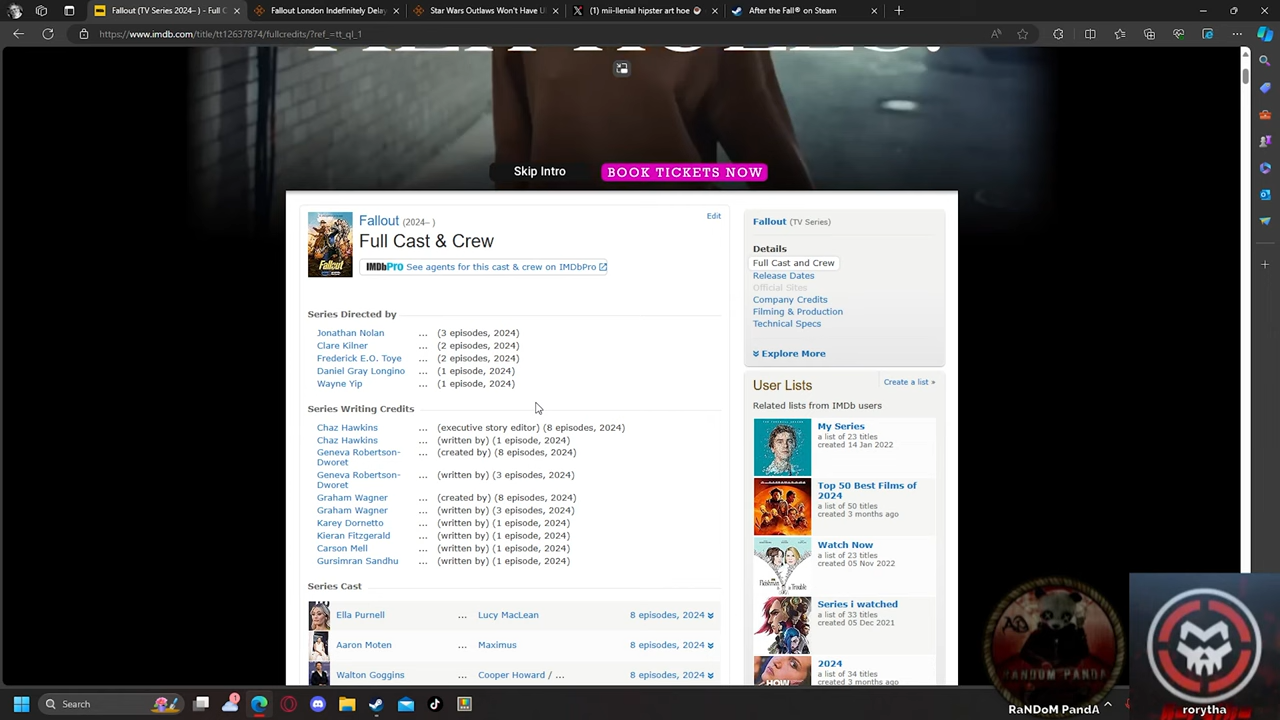 Fallout (TV Series 2024– ) - Full C
Fallout London Indefinitely Delay
Star Wars Outlaws Won't Have U
(1) mii-lenial hipster art hoe
After the Fall® on Steam
https://www.imdb.com/title/tt12637874/fullcredits/?ref_=tt_ql_1
Skip Intro
BOOK TICKETS NOW
Fallout (2024– )
Edit
Full Cast & Crew
IMDbPro See agents for this cast & crew on IMDbPro
Series Directed by
Jonathan Nolan ... (3 episodes, 2024)
Clare Kilner ... (2 episodes, 2024)
Frederick E.O. Toye ... (2 episodes, 2024)
Daniel Gray Longino ... (1 episode, 2024)
Wayne Yip ... (1 episode, 2024)
Series Writing Credits
Chaz Hawkins ... (executive story editor) (8 episodes, 2024)
Chaz Hawkins ... (written by) (1 episode, 2024)
Geneva Robertson- ... (created by) (8 episodes, 2024)
Dworet
Geneva Robertson- ... (written by) (3 episodes, 2024)
Dworet
Graham Wagner ... (created by) (8 episodes, 2024)
Graham Wagner ... (written by) (3 episodes, 2024)
Karey Dornetto ... (written by) (1 episode, 2024)
Kieran Fitzgerald ... (written by) (1 episode, 2024)
Carson Mell ... (written by) (1 episode, 2024)
Gursimran Sandhu ... (written by) (1 episode, 2024)
Series Cast
Ella Purnell ... Lucy MacLean 8 episodes, 2024
Aaron Moten ... Maximus 8 episodes, 2024
Walton Goggins ... Cooper Howard / ... 8 episodes, 2024
Fallout (TV Series)
Details
Full Cast and Crew
Release Dates
Official Sites
Company Credits
Filming & Production
Technical Specs
Explore More
User Lists
Create a list »
Related lists from IMDb users
My Series
a list of 23 titles
created 14 Jan 2022
Top 50 Best Films of
2024
a list of 50 titles
created 3 months ago
Watch Now
a list of 23 titles
created 05 Nov 2022
Series i watched
a list of 33 titles
created 05 Dec 2021
2024
a list of 34 titles
created 3 months ago
Search
RANDOM PANDA
RaNDoM PandA
rorytha